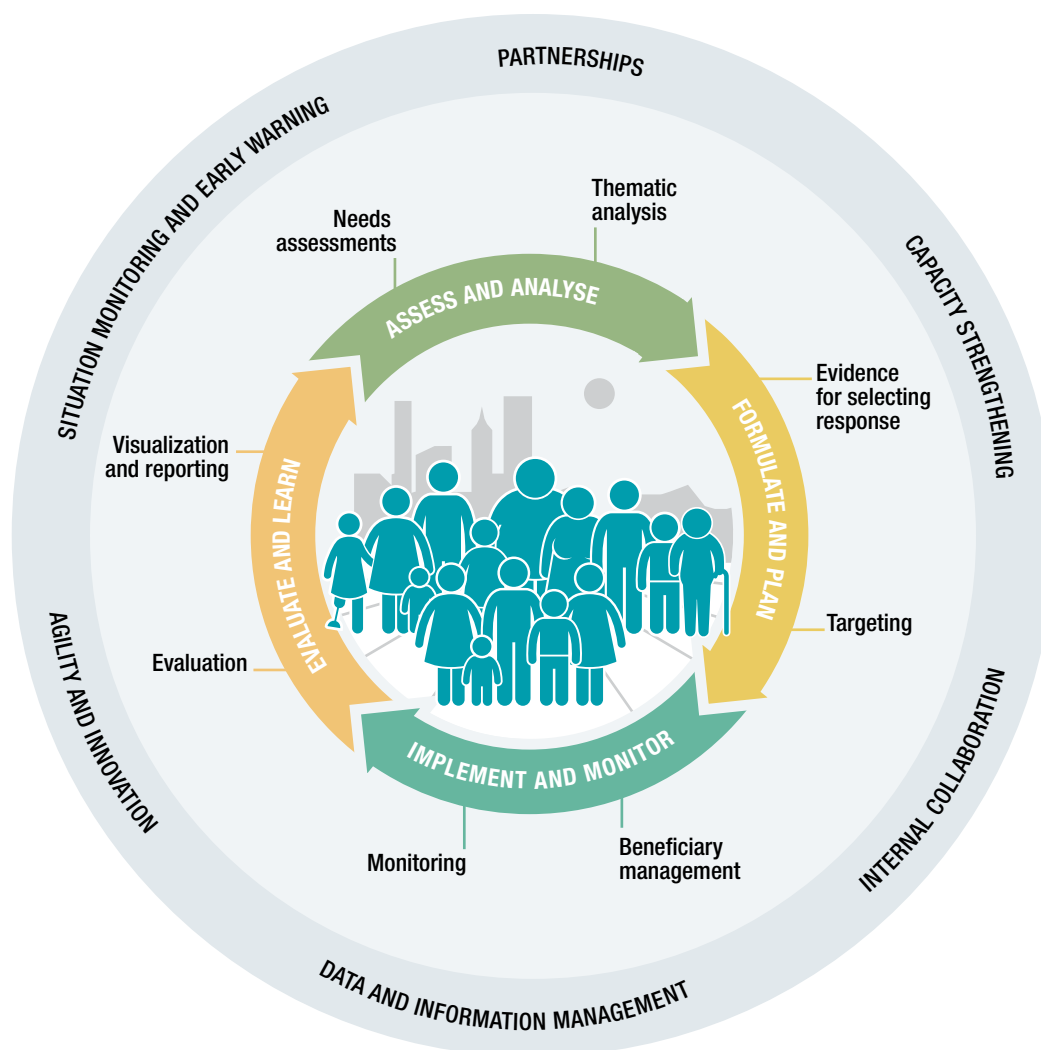 PARTNERSHIPS
SITUATION MONITORING AND EARLY WARNING
CAPACITY STRENGTHENING
INTERNAL COLLABORATION
DATA AND INFORMATION MANAGEMENT
AGILITY AND INNOVATION
Needs
assessments
Thematic
analysis
ASSESS AND ANALYSE
Evidence
for selecting
response
FORMULATE AND PLAN
Targeting
Beneficiary
management
IMPLEMENT AND MONITOR
Monitoring
Evaluation
EVALUATE AND LEARN
Visualization
and reporting